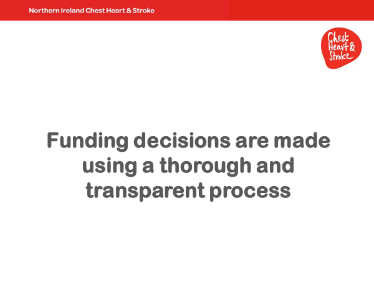 Northern Ireland Chest Heart & Stroke
Chest
Heart &
Stroke
Funding decisions are made
using a thorough and
transparent process